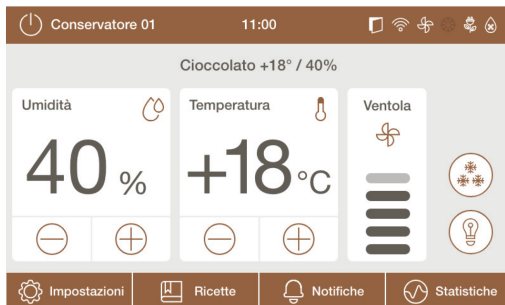 Conservatore 01 11:00
Cioccolato +18° / 40%
Umidità Temperatura Ventola
40 % +18 °C
Impostazioni Ricette Notifiche Statistiche